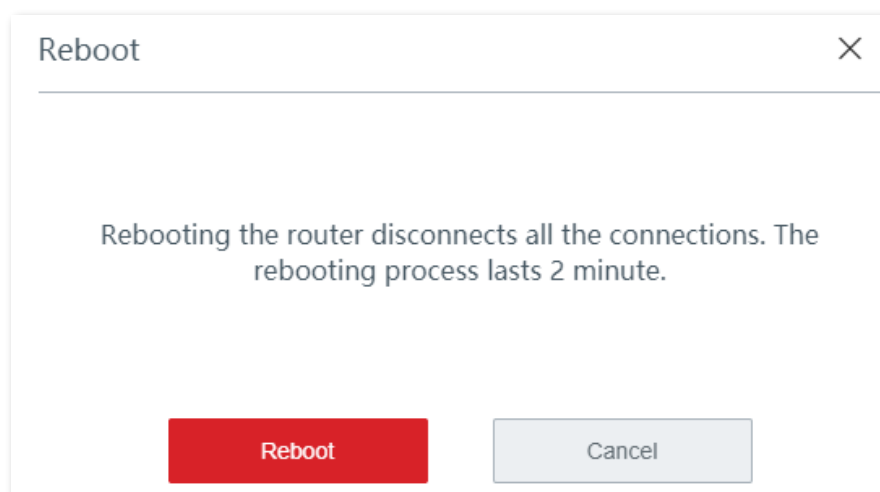 Reboot
Rebooting the router disconnects all the connections. The
rebooting process lasts 2 minute.
Reboot
Cancel